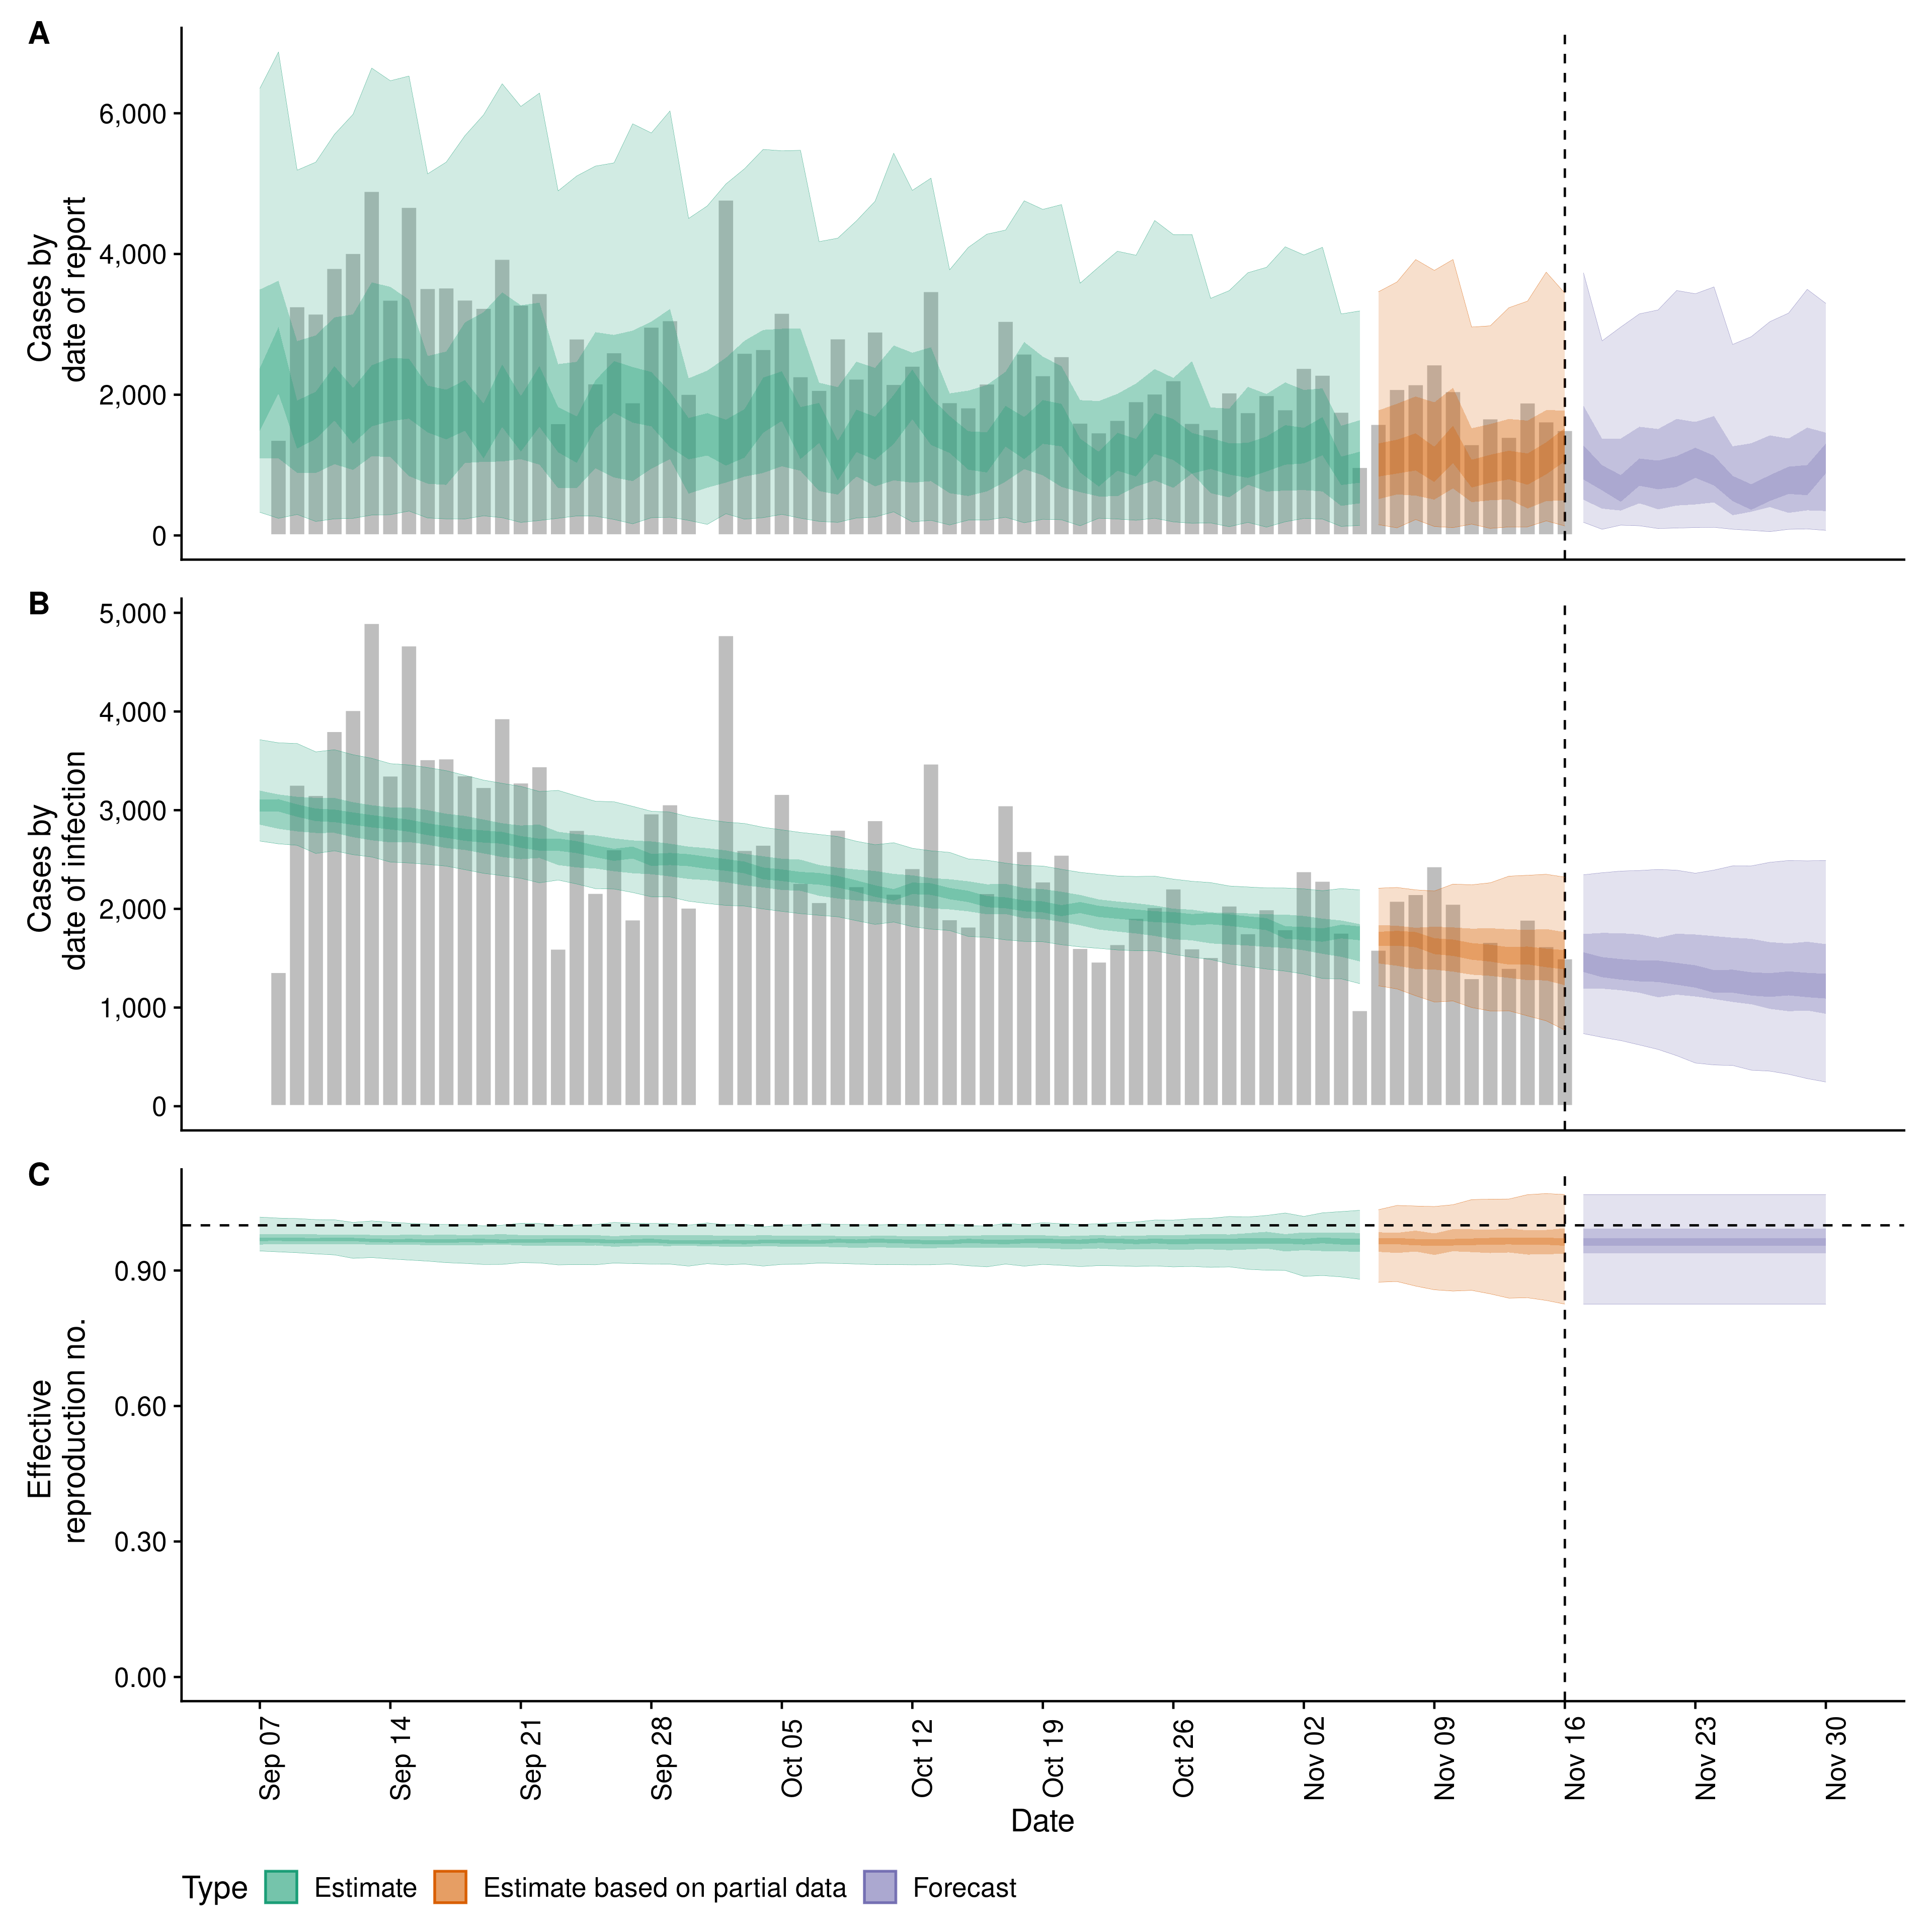 A
Cases by
date of report
6,000
4,000
2,000
0
B
Cases by
date of infection
5,000
4,000
3,000
2,000
1,000
0
C
Effective
reproduction no.
0.90
0.60
0.30
0.00
Sep 07
Sep 14
Sep 21
Sep 28
Oct 05
Oct 12
Oct 19
Oct 26
Nov 02
Nov 09
Nov 16
Nov 23
Nov 30
Date
Type Estimate Estimate based on partial data Forecast